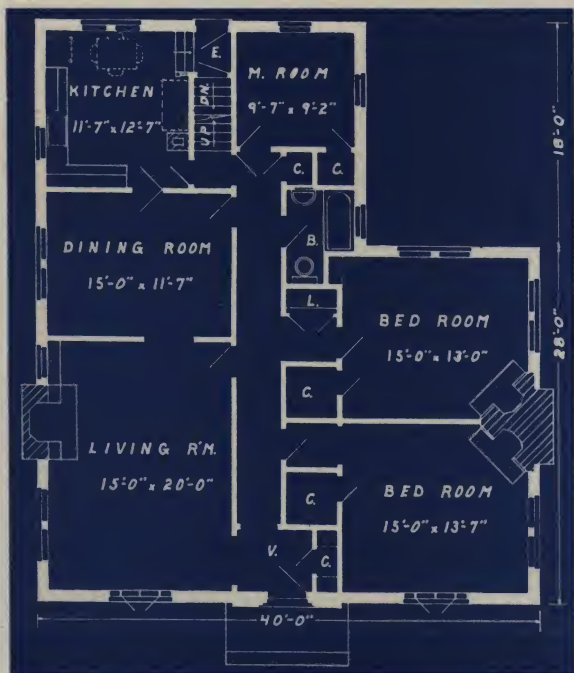 E.
KITCHEN
11'-7" x 12'-7"
UP
DN.
M. ROOM
9'-7" x 9'-2"
C.
C.
B.
DINING ROOM
15'-0" x 11'-7"
L.
BED ROOM
15'-0" x 13'-0"
C.
LIVING R'M.
15'-0" x 20'-0"
C.
BED ROOM
15'-0" x 13'-7"
V.
C.
40'-0"
18'-0"
28'-0"